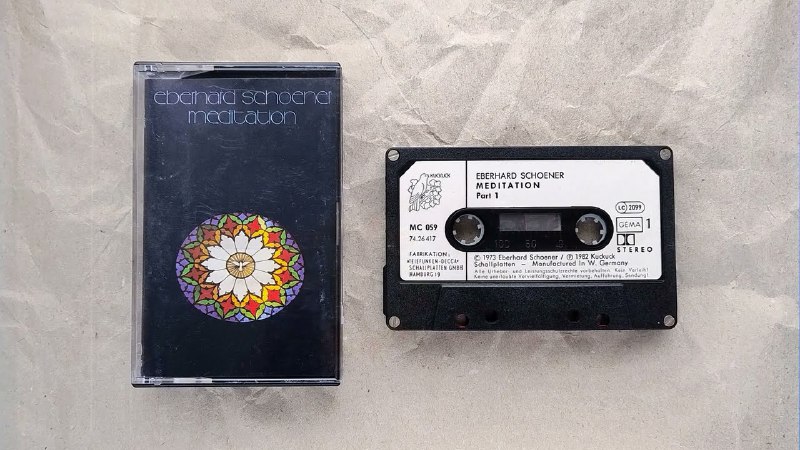 eberhard schoener
meditation
KUCKUCK
EBERHARD SCHOENER
MEDITATION
Part 1
MC 059
74.26417
LC 2099
GEMA
1
STEREO
100 50
FABRIKATION:
»TELEFUNKEN-DECCA«
SCHALLPLATTEN GMBH
HAMBURG 19
© 1973 Eberhard Schoener / Ⓟ 1982 Kuckuck
Schallplatten – Manufactured in W. Germany
Alle Urheber- und Leistungsschutzrechte vorbehalten. Kein Verleih!
Keine unerlaubte Vervielfältigung, Vermietung, Aufführung, Sendung!